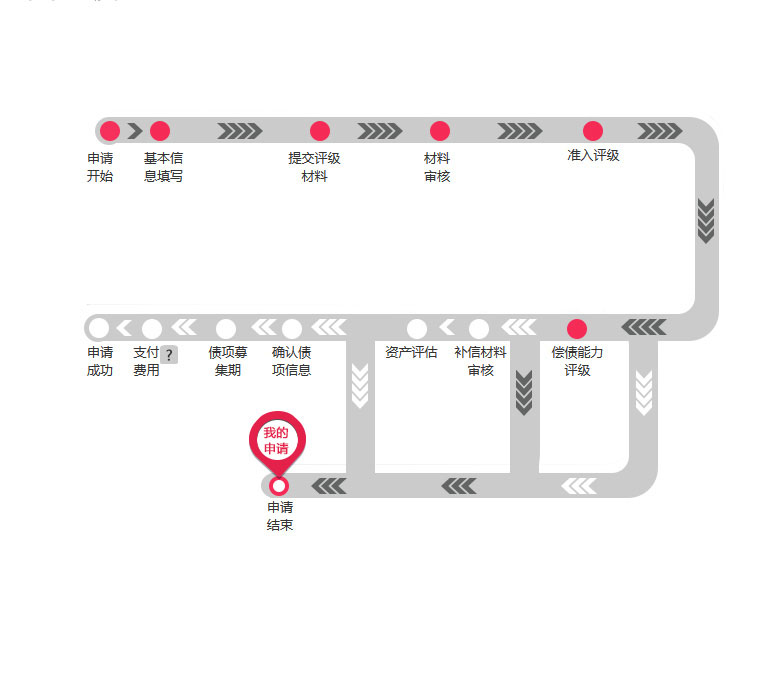 申请
开始
基本信
息填写
提交评级
材料
材料
审核
准入评级
申请
成功
支付
费用
?
债项募
集期
确认债
项信息
资产评估
补信材料
审核
偿债能力
评级
我的
申请
申请
结束